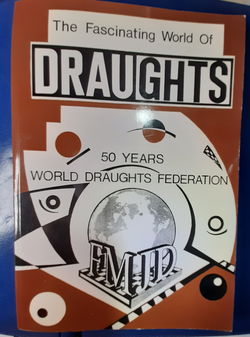 The Fascinating World Of
DRAUGHTS
50 YEARS
WORLD DRAUGHTS FEDERATION
FMJD